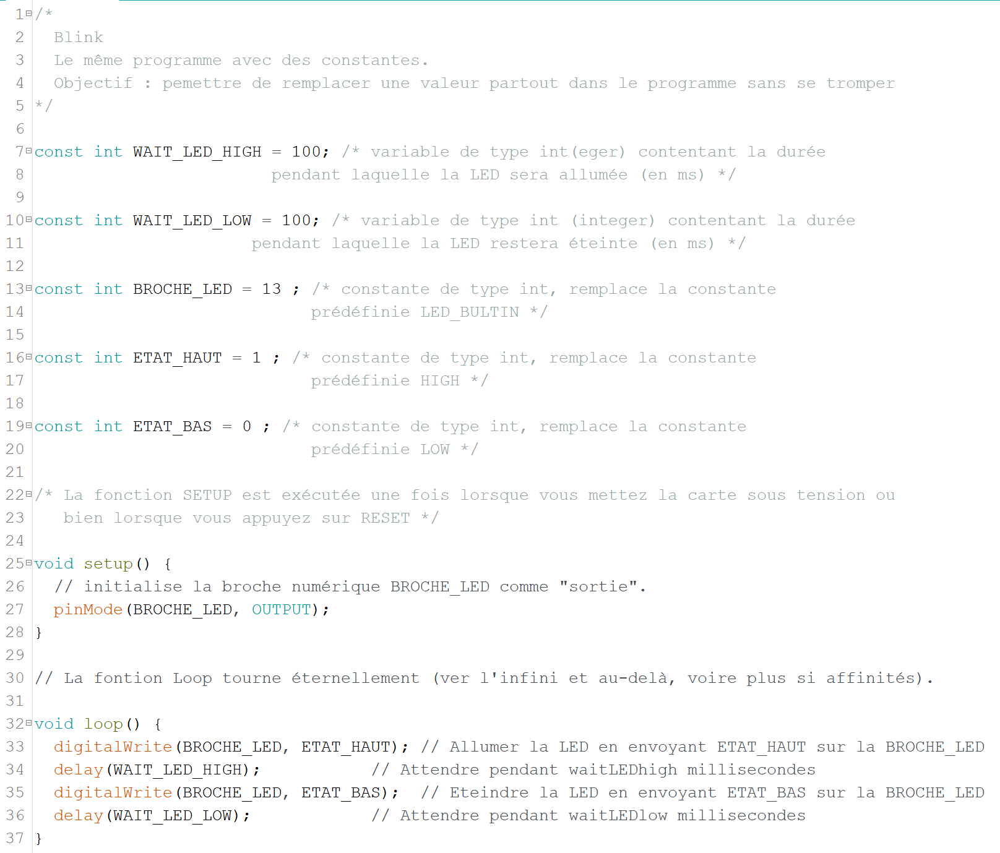 1 /*
2   Blink
3   Le même programme avec des constantes.
4   Objectif : pemettre de remplacer une valeur partout dans le programme sans se tromper
5 */
6
7 const int WAIT_LED_HIGH = 100; /* variable de type int(eger) contentant la durée
8                         pendant laquelle la LED sera allumée (en ms) */
9
10 const int WAIT_LED_LOW = 100; /* variable de type int (integer) contentant la durée
11                       pendant laquelle la LED restera éteinte (en ms) */
12
13 const int BROCHE_LED = 13 ; /* constante de type int, remplace la constante
14                            prédéfinie LED_BULTIN */
15
16 const int ETAT_HAUT = 1 ; /* constante de type int, remplace la constante
17                            prédéfinie HIGH */
18
19 const int ETAT_BAS = 0 ; /* constante de type int, remplace la constante
20                            prédéfinie LOW */
21
22 /* La fonction SETUP est exécutée une fois lorsque vous mettez la carte sous tension ou
23    bien lorsque vous appuyez sur RESET */
24
25 void setup() {
26   // initialise la broche numérique BROCHE_LED comme "sortie".
27   pinMode(BROCHE_LED, OUTPUT);
28 }
29
30 // La fontion Loop tourne éternellement (ver l'infini et au-delà, voire plus si affinités).
31
32 void loop() {
33   digitalWrite(BROCHE_LED, ETAT_HAUT); // Allumer la LED en envoyant ETAT_HAUT sur la BROCHE_LED
34   delay(WAIT_LED_HIGH);           // Attendre pendant waitLEDhigh millisecondes
35   digitalWrite(BROCHE_LED, ETAT_BAS);  // Eteindre la LED en envoyant ETAT_BAS sur la BROCHE_LED
36   delay(WAIT_LED_LOW);            // Attendre pendant waitLEDlow millisecondes
37 }